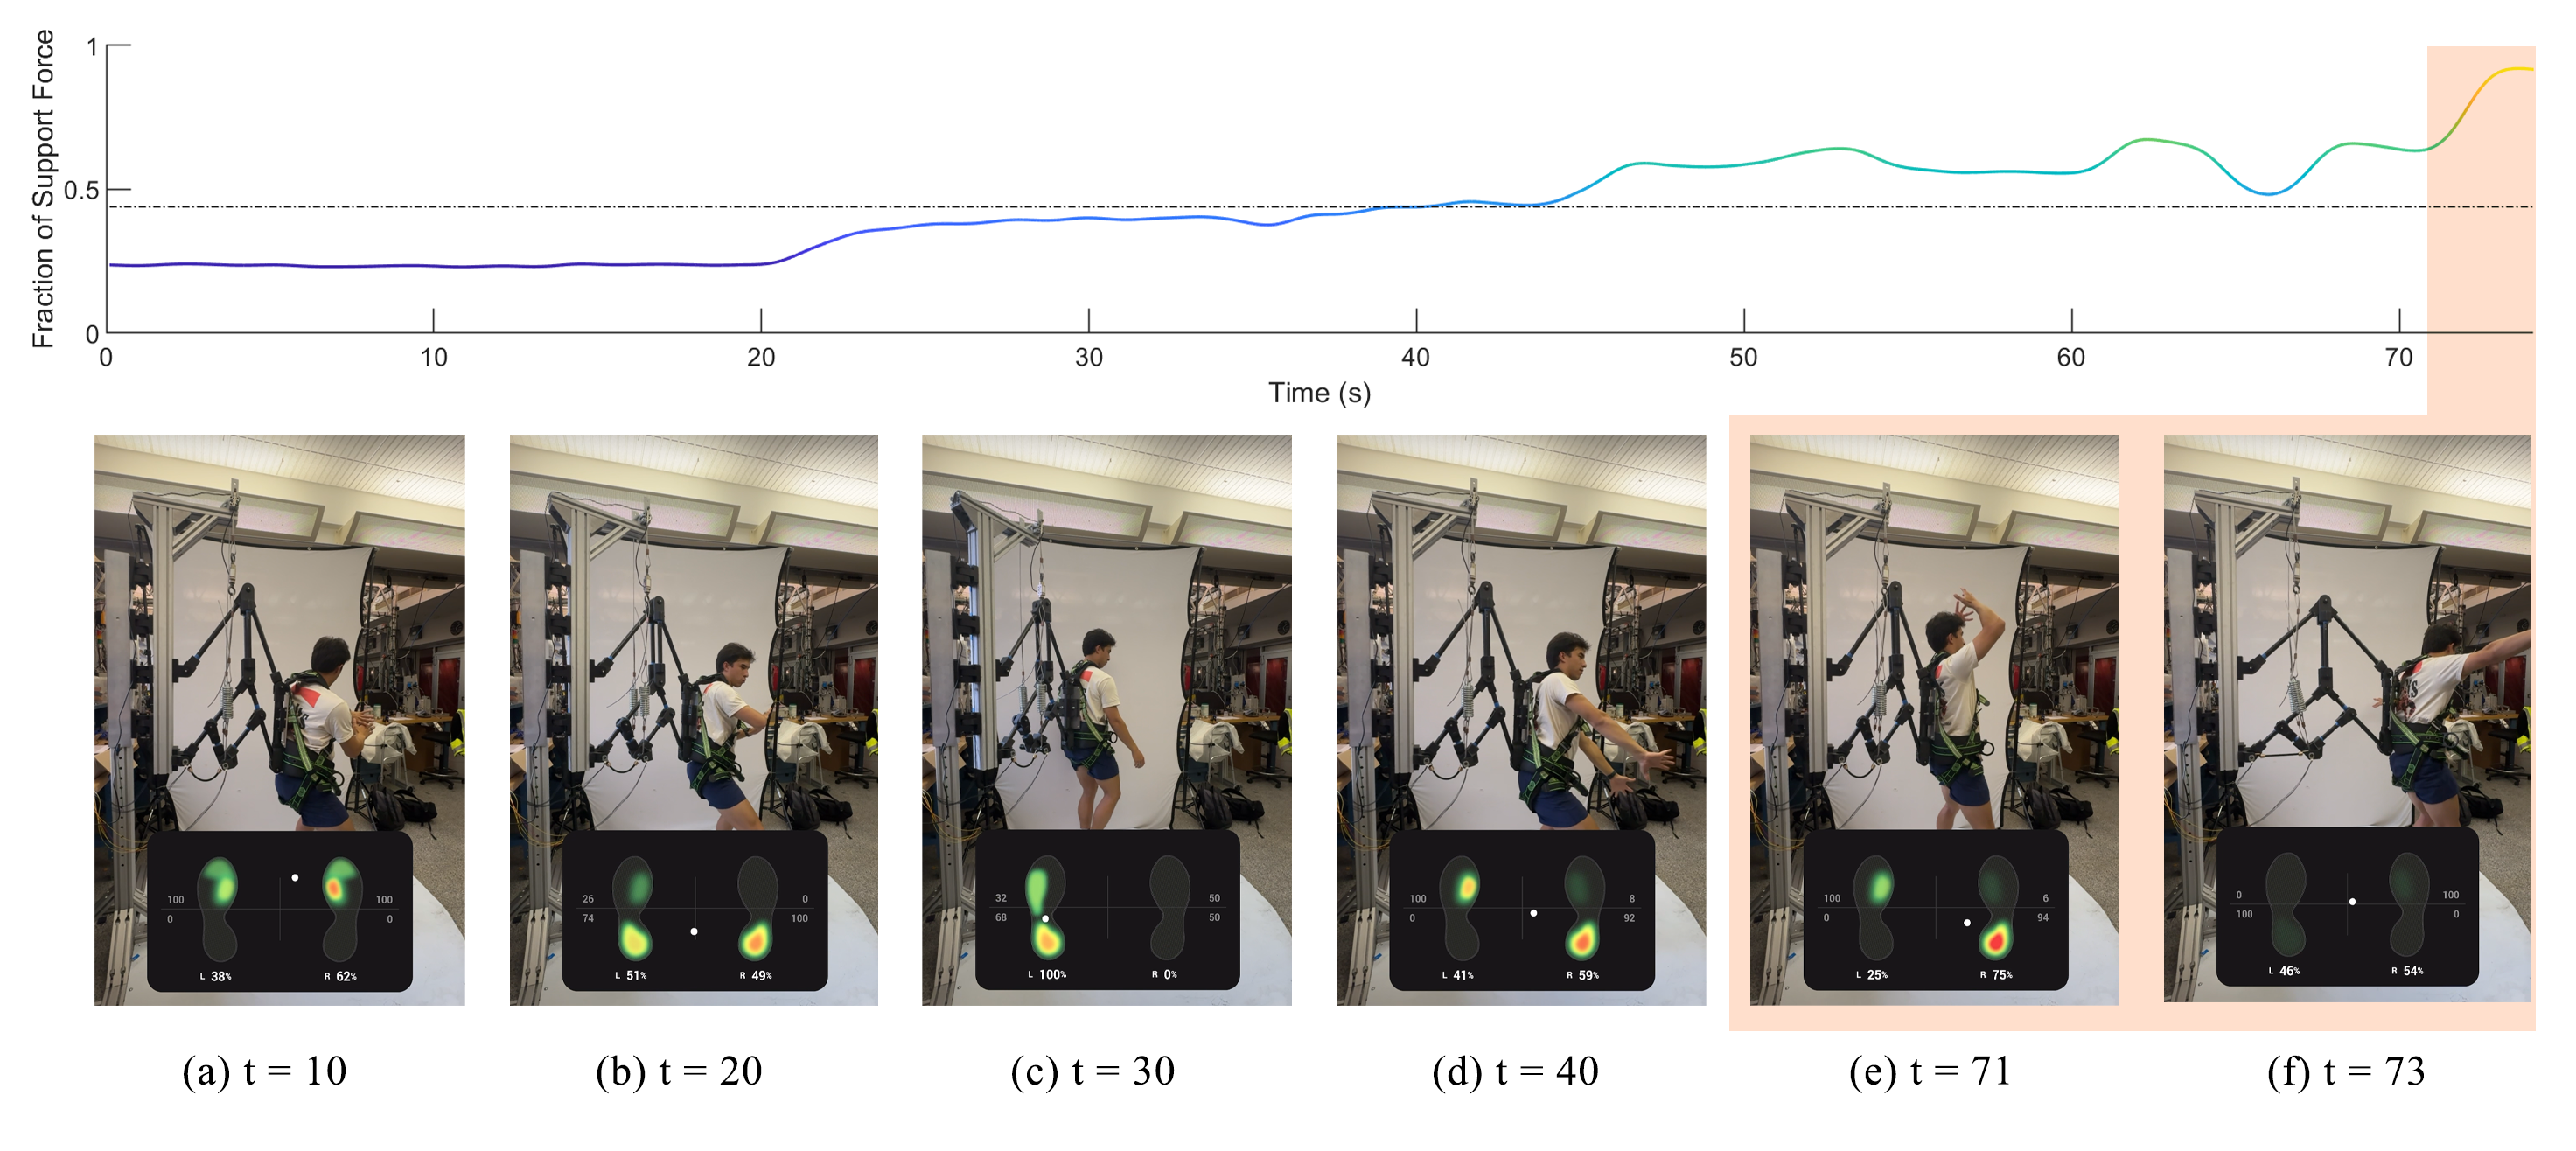 Fraction of Support Force
1
0.5
0
0 10 20 30 40 50 60 70
Time (s)
100 100
0 0
L 38% R 62%
26 0
74 100
L 51% R 49%
32 50
68 50
L 100% R 0%
100 8
0 92
L 41% R 59%
100 6
0 94
L 25% R 75%
0 100
100 0
L 46% R 54%
(a) t = 10
(b) t = 20
(c) t = 30
(d) t = 40
(e) t = 71
(f) t = 73